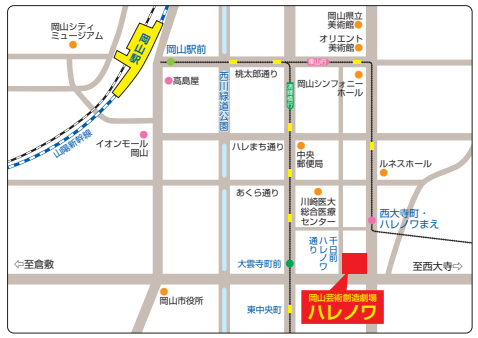 岡山シティ
ミュージアム
岡山駅
岡山県立
美術館
オリエント
美術館
岡山駅前
東山行
桃太郎通り
高島屋
西川緑道公園
岡山シンフォニー
ホール
イオンモール
岡山
山陽新幹線
ハレまち通り
中央
郵便局
ルネスホール
あくら通り
川崎医大
総合医療
センター
西大寺町・
ハレノワまえ
千日前
ハレノワ
通り
⇦至倉敷
大雲寺町前
至西大寺⇨
岡山市役所
東中央町
岡山芸術創造劇場
ハレノワ